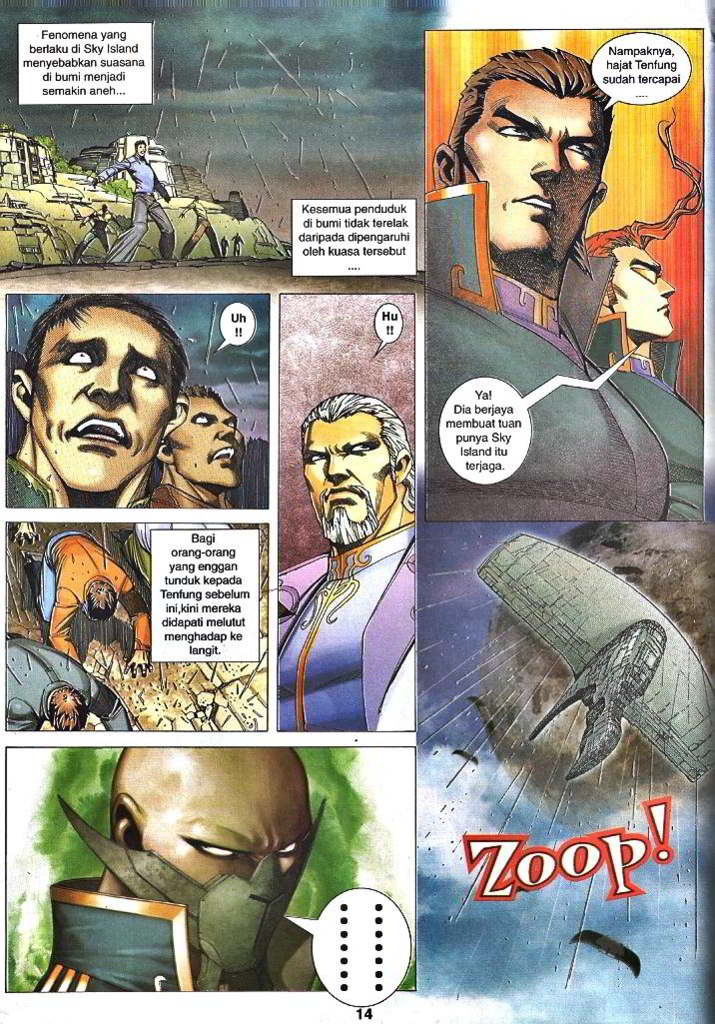 Fenomena yang
berlaku di Sky Island
menyebabkan suasana
di bumi menjadi
semakin aneh...
Kesemua penduduk
di bumi tidak terelak
daripada dipengaruhi
oleh kuasa tersebut
....
Nampaknya,
hajat Tenfung
sudah tercapai
....
Ya!
Dia berjaya
membuat tuan
punya Sky
Island itu
terjaga.
Uh
!!
Hu
!!
Bagi
orang-orang
yang enggan
tunduk kepada
Tenfung sebelum
ini,kini mereka
didapati melutut
menghadap ke
langit.
Zoop!
: :
: :
: :
14